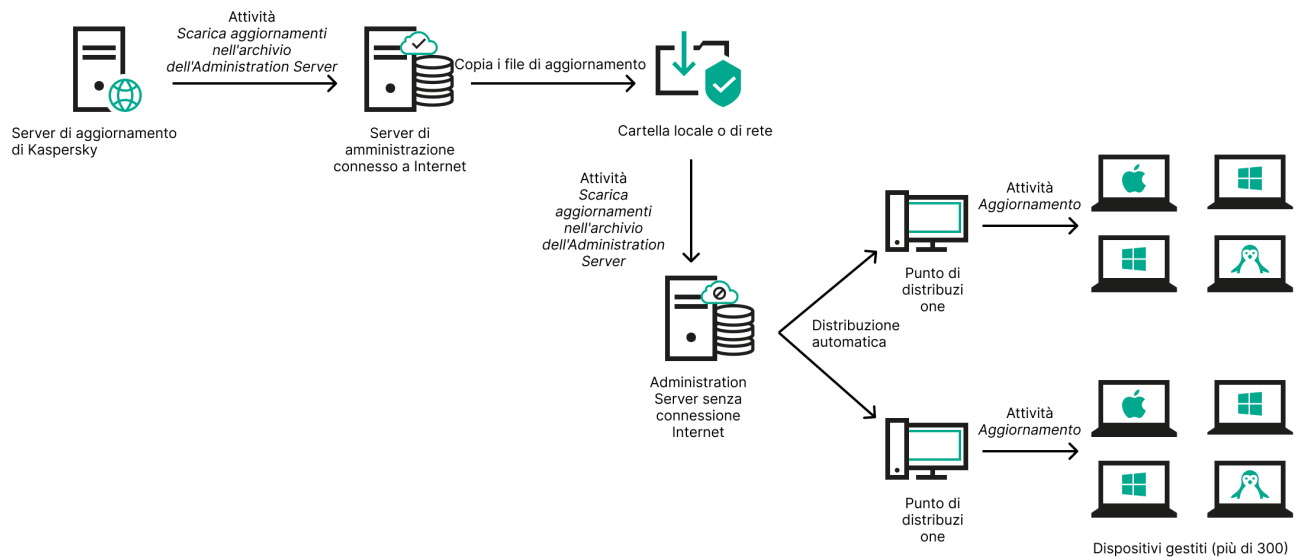 Attività
Scarica aggiornamenti
nell'archivio
dell'Administration Server
Server di aggiornamento
di Kaspersky
Server di
amministrazione
connesso a Internet
Copia i file di aggiornamento
Cartella locale o di rete
Attività
Scarica
aggiornamenti
nell'archivio
dell'Administration
Server
Administration
Server senza
connessione
Internet
Distribuzione
automatica
Punto di
distribuzi
one
Attività
Aggiornamento
Punto di
distribuzi
one
Attività
Aggiornamento
Dispositivi gestiti (più di 300)